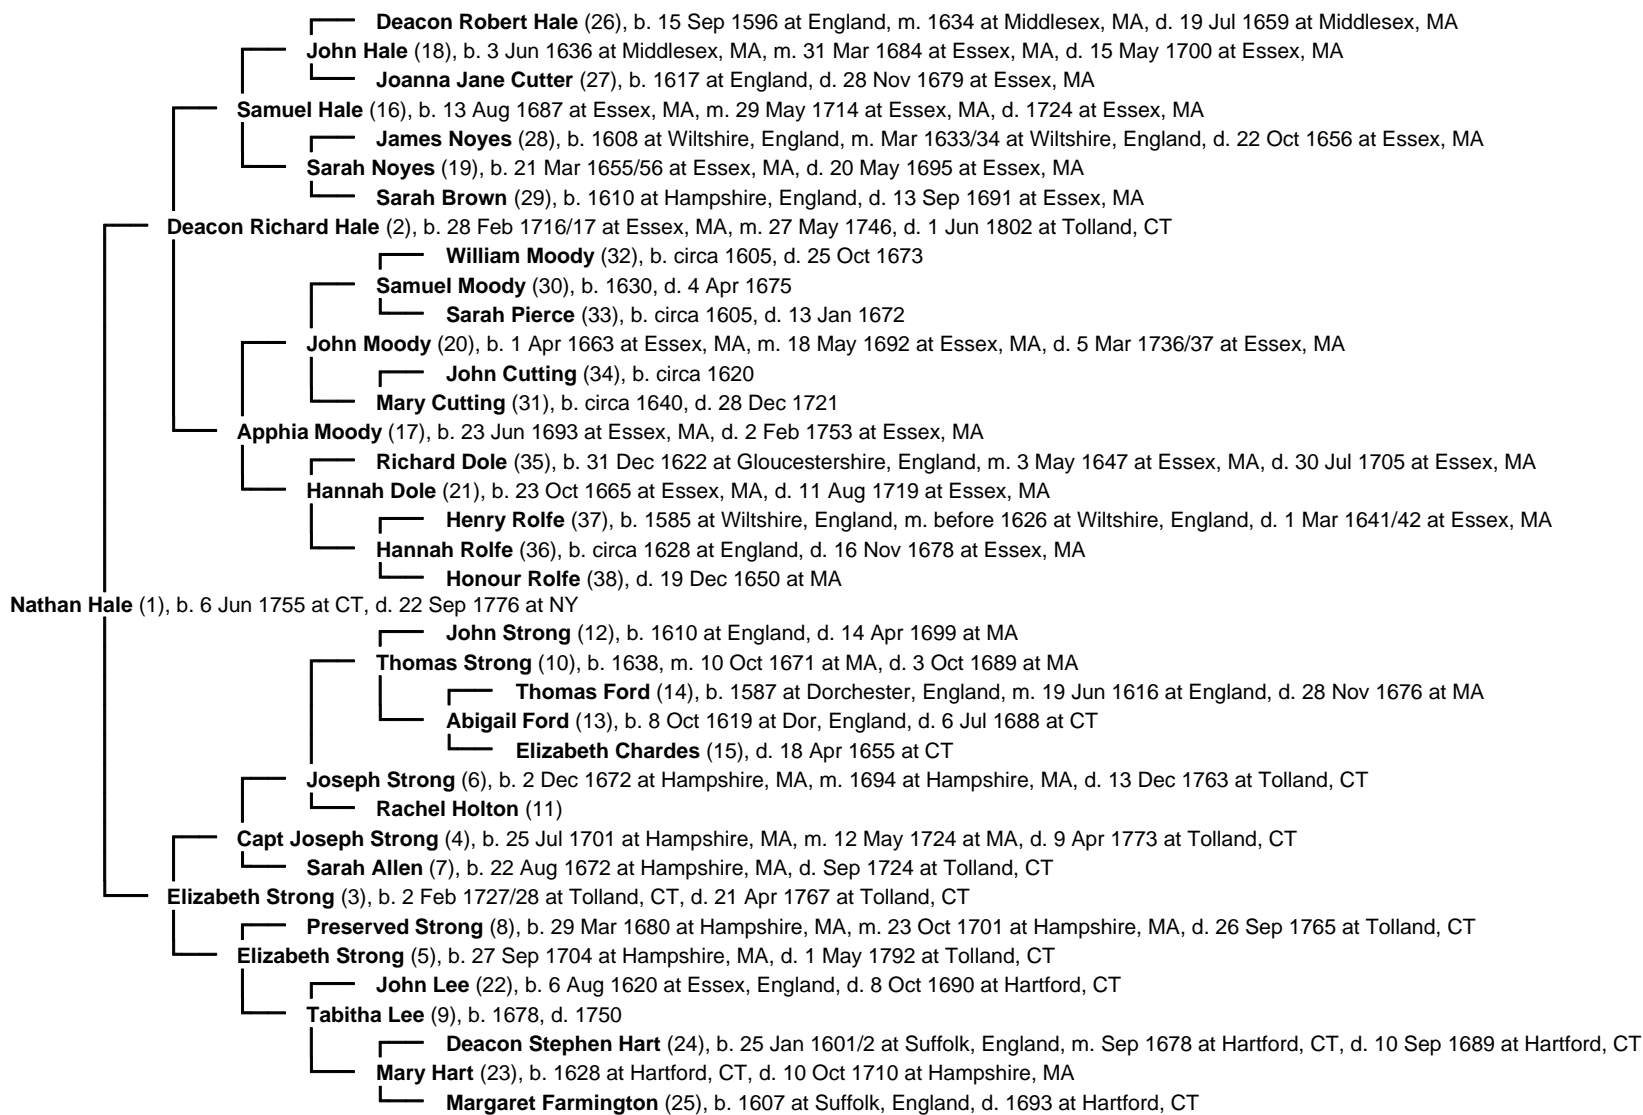 Deacon Robert Hale (26), b. 15 Sep 1596 at England, m. 1634 at Middlesex, MA, d. 19 Jul 1659 at Middlesex, MA
John Hale (18), b. 3 Jun 1636 at Middlesex, MA, m. 31 Mar 1684 at Essex, MA, d. 15 May 1700 at Essex, MA
Joanna Jane Cutter (27), b. 1617 at England, d. 28 Nov 1679 at Essex, MA
Samuel Hale (16), b. 13 Aug 1687 at Essex, MA, m. 29 May 1714 at Essex, MA, d. 1724 at Essex, MA
James Noyes (28), b. 1608 at Wiltshire, England, m. Mar 1633/34 at Wiltshire, England, d. 22 Oct 1656 at Essex, MA
Sarah Noyes (19), b. 21 Mar 1655/56 at Essex, MA, d. 20 May 1695 at Essex, MA
Sarah Brown (29), b. 1610 at Hampshire, England, d. 13 Sep 1691 at Essex, MA
Deacon Richard Hale (2), b. 28 Feb 1716/17 at Essex, MA, m. 27 May 1746, d. 1 Jun 1802 at Tolland, CT
William Moody (32), b. circa 1605, d. 25 Oct 1673
Samuel Moody (30), b. 1630, d. 4 Apr 1675
Sarah Pierce (33), b. circa 1605, d. 13 Jan 1672
John Moody (20), b. 1 Apr 1663 at Essex, MA, m. 18 May 1692 at Essex, MA, d. 5 Mar 1736/37 at Essex, MA
John Cutting (34), b. circa 1620
Mary Cutting (31), b. circa 1640, d. 28 Dec 1721
Apphia Moody (17), b. 23 Jun 1693 at Essex, MA, d. 2 Feb 1753 at Essex, MA
Richard Dole (35), b. 31 Dec 1622 at Gloucestershire, England, m. 3 May 1647 at Essex, MA, d. 30 Jul 1705 at Essex, MA
Hannah Dole (21), b. 23 Oct 1665 at Essex, MA, d. 11 Aug 1719 at Essex, MA
Henry Rolfe (37), b. 1585 at Wiltshire, England, m. before 1626 at Wiltshire, England, d. 1 Mar 1641/42 at Essex, MA
Hannah Rolfe (36), b. circa 1628 at England, d. 16 Nov 1678 at Essex, MA
Honour Rolfe (38), d. 19 Dec 1650 at MA
Nathan Hale (1), b. 6 Jun 1755 at CT, d. 22 Sep 1776 at NY
John Strong (12), b. 1610 at England, d. 14 Apr 1699 at MA
Thomas Strong (10), b. 1638, m. 10 Oct 1671 at MA, d. 3 Oct 1689 at MA
Thomas Ford (14), b. 1587 at Dorchester, England, m. 19 Jun 1616 at England, d. 28 Nov 1676 at MA
Abigail Ford (13), b. 8 Oct 1619 at Dor, England, d. 6 Jul 1688 at CT
Elizabeth Chardes (15), d. 18 Apr 1655 at CT
Joseph Strong (6), b. 2 Dec 1672 at Hampshire, MA, m. 1694 at Hampshire, MA, d. 13 Dec 1763 at Tolland, CT
Rachel Holton (11)
Capt Joseph Strong (4), b. 25 Jul 1701 at Hampshire, MA, m. 12 May 1724 at MA, d. 9 Apr 1773 at Tolland, CT
Sarah Allen (7), b. 22 Aug 1672 at Hampshire, MA, d. Sep 1724 at Tolland, CT
Elizabeth Strong (3), b. 2 Feb 1727/28 at Tolland, CT, d. 21 Apr 1767 at Tolland, CT
Preserved Strong (8), b. 29 Mar 1680 at Hampshire, MA, m. 23 Oct 1701 at Hampshire, MA, d. 26 Sep 1765 at Tolland, CT
Elizabeth Strong (5), b. 27 Sep 1704 at Hampshire, MA, d. 1 May 1792 at Tolland, CT
John Lee (22), b. 6 Aug 1620 at Essex, England, d. 8 Oct 1690 at Hartford, CT
Tabitha Lee (9), b. 1678, d. 1750
Deacon Stephen Hart (24), b. 25 Jan 1601/2 at Suffolk, England, m. Sep 1678 at Hartford, CT, d. 10 Sep 1689 at Hartford, CT
Mary Hart (23), b. 1628 at Hartford, CT, d. 10 Oct 1710 at Hampshire, MA
Margaret Farmington (25), b. 1607 at Suffolk, England, d. 1693 at Hartford, CT